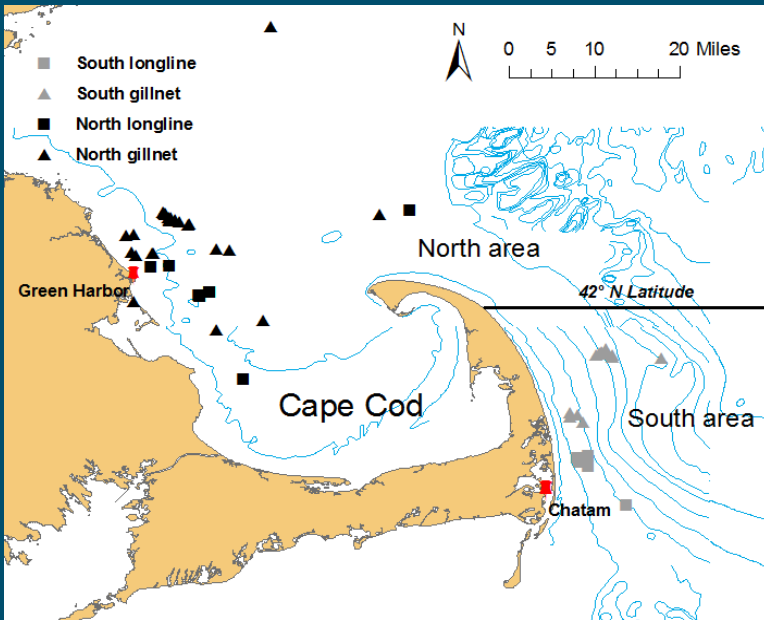 N
0 5 10 20 Miles
South longline
South gillnet
North longline
North gillnet
North area
Green Harbor
42° N Latitude
Cape Cod
South area
Chatam